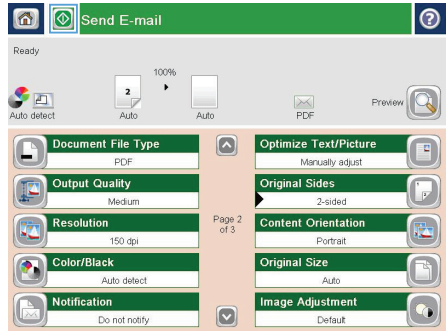 Send E-mail
?
Ready
100%
2
Auto detect
Auto
Auto
PDF
Preview
Document File Type
PDF
Output Quality
Medium
Resolution
150 dpi
Color/Black
Auto detect
Notification
Do not notify
Page 2
of 3
Optimize Text/Picture
Manually adjust
Original Sides
2-sided
Content Orientation
Portrait
Original Size
Auto
Image Adjustment
Default